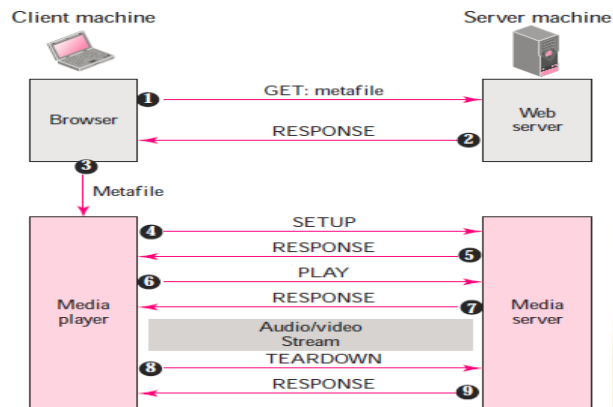 Client machine
Server machine
1
GET: metafile
Browser
Web
server
RESPONSE
2
3
Metafile
SETUP
4
RESPONSE
5
6
PLAY
RESPONSE
7
Media
player
Media
server
Audio/video
Stream
TEARDOWN
8
RESPONSE
9